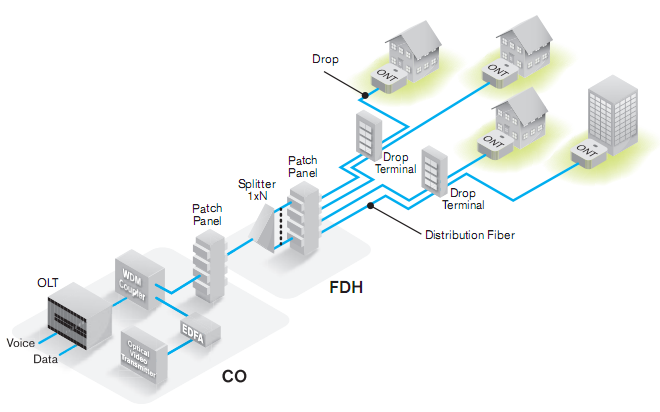 Drop
ONT
ONT
ONT
ONT
Drop
Terminal
Drop
Terminal
Patch
Panel
Splitter
1xN
Patch
Panel
Distribution Fiber
FDH
OLT
WDM
Coupler
EDFA
Optical
Video
Transmitter
Voice
Data
CO